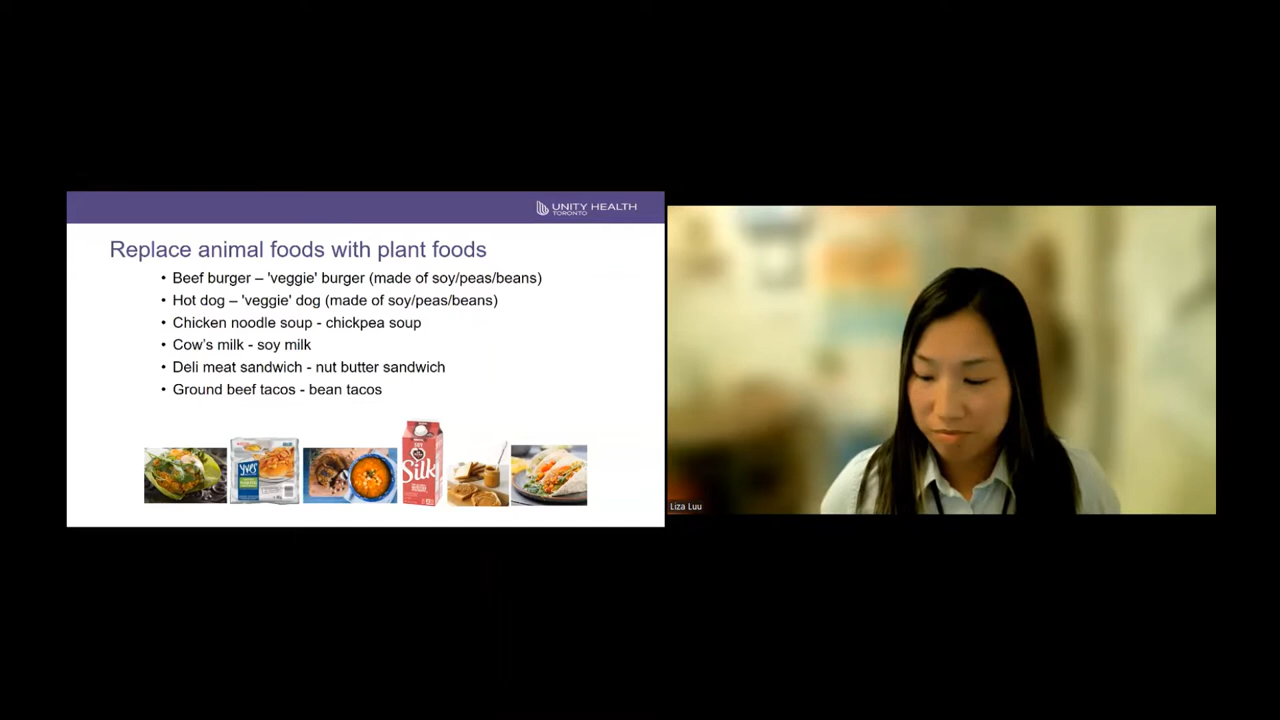 UNITY HEALTH
TORONTO
Replace animal foods with plant foods
• Beef burger – 'veggie' burger (made of soy/peas/beans)
• Hot dog – 'veggie' dog (made of soy/peas/beans)
• Chicken noodle soup - chickpea soup
• Cow’s milk - soy milk
• Deli meat sandwich - nut butter sandwich
• Ground beef tacos - bean tacos
yves
Silk
Liza Luu